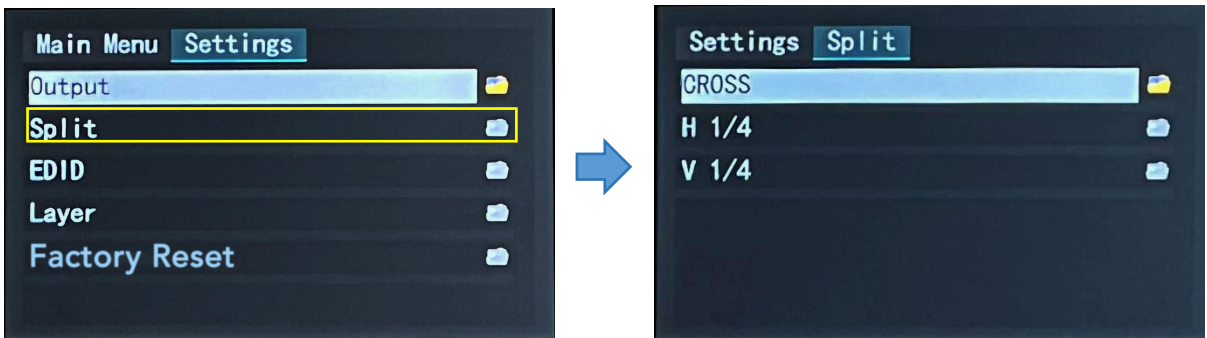 Main Menu Settings
Output
Split
EDID
Layer
Factory Reset
Settings Split
CROSS
H 1/4
V 1/4